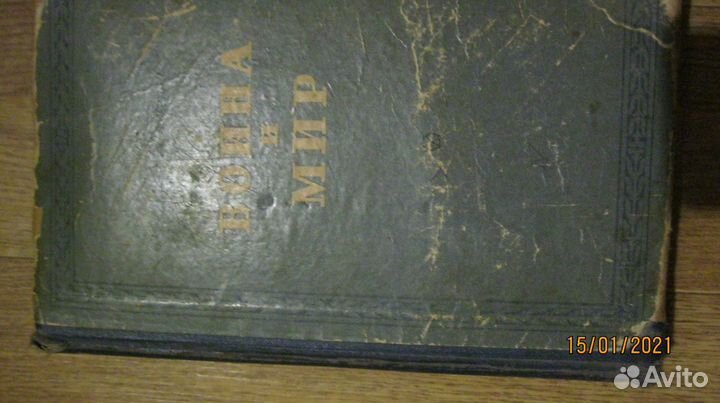 ВОЙНА
И
МИР
15/01/2021
Avito